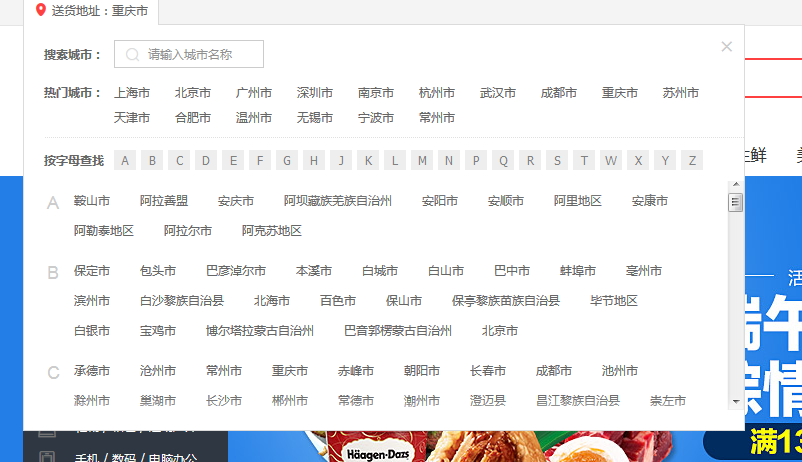 送货地址：重庆市
搜索城市： 请输入城市名称
热门城市： 上海市 北京市 广州市 深圳市 南京市 杭州市 武汉市 成都市 重庆市 苏州市
天津市 合肥市 温州市 无锡市 宁波市 常州市
按字母查找 A B C D E F G H J K L M N P Q R S T W X Y Z
A 鞍山市 阿拉善盟 安庆市 阿坝藏族羌族自治州 安阳市 安顺市 阿里地区 安康市
阿勒泰地区 阿拉尔市 阿克苏地区
B 保定市 包头市 巴彦淖尔市 本溪市 白城市 白山市 巴中市 蚌埠市 亳州市
滨州市 白沙黎族自治县 北海市 百色市 保山市 保亭黎族苗族自治县 毕节地区
白银市 宝鸡市 博尔塔拉蒙古自治州 巴音郭楞蒙古自治州 北京市
C 承德市 沧州市 常州市 重庆市 赤峰市 朝阳市 长春市 成都市 池州市
滁州市 巢湖市 长沙市 郴州市 常德市 潮州市 澄迈县 昌江黎族自治县 崇左市
生鲜
活
端午
浓情
满13
手机 / 数码 / 电脑办公
Häagen-Dazs